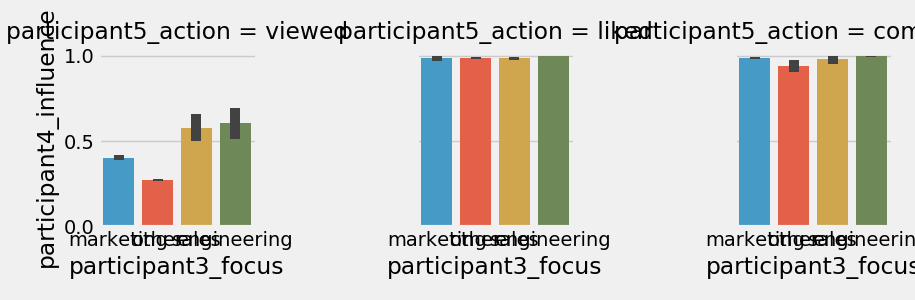 participant5_action = viewed
participant5_action = liked
participant5_action = com
participant4_influence
1.0
0.5
0.0
marketing other sales engineering
marketing other sales engineering
marketing other sales engineerin
participant3_focus
participant3_focus
participant3_focus